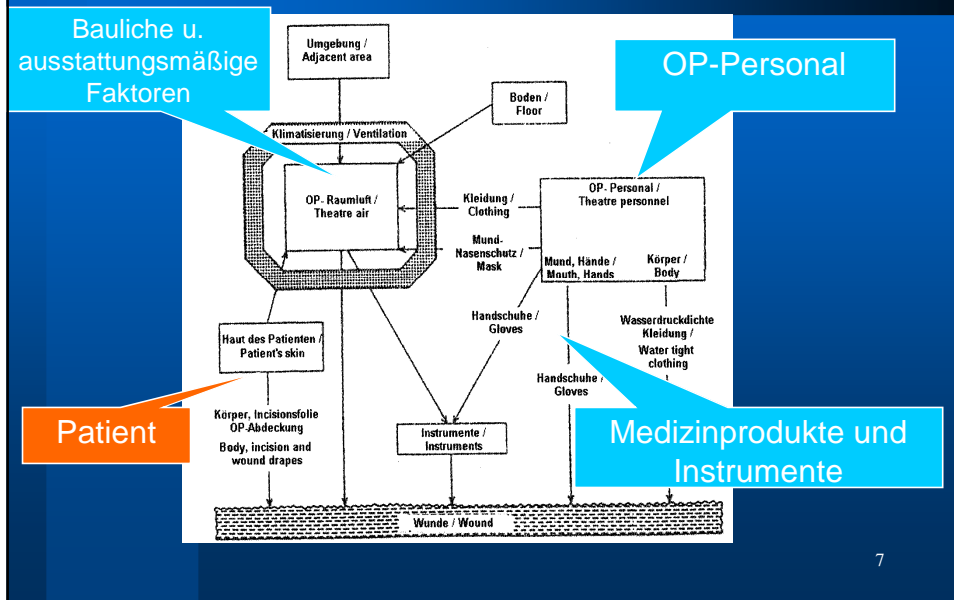 Bauliche u.
ausstattungsmäßige
Faktoren
Umgebung /
Adjacent area
OP-Personal
Boden /
Floor
Klimatisierung / Ventilation
OP- Raumluft /
Theatre air
Kleidung /
Clothing
OP- Personal /
Theatre personnel
Mund-
Nasenschutz /
Mask
Mund, Hände /
Mouth, Hands
Körper /
Body
Handschuhe /
Gloves
Wasserdruckdichte
Kleidung /
Water tight
clothing
Haut des Patienten /
Patient's skin
Handschuhe /
Gloves
Patient
Körper, Incisionsfolie
OP-Abdeckung
Body, incision and
wound drapes
Instrumente /
Instruments
Medizinprodukte und
Instrumente
Wunde / Wound
7